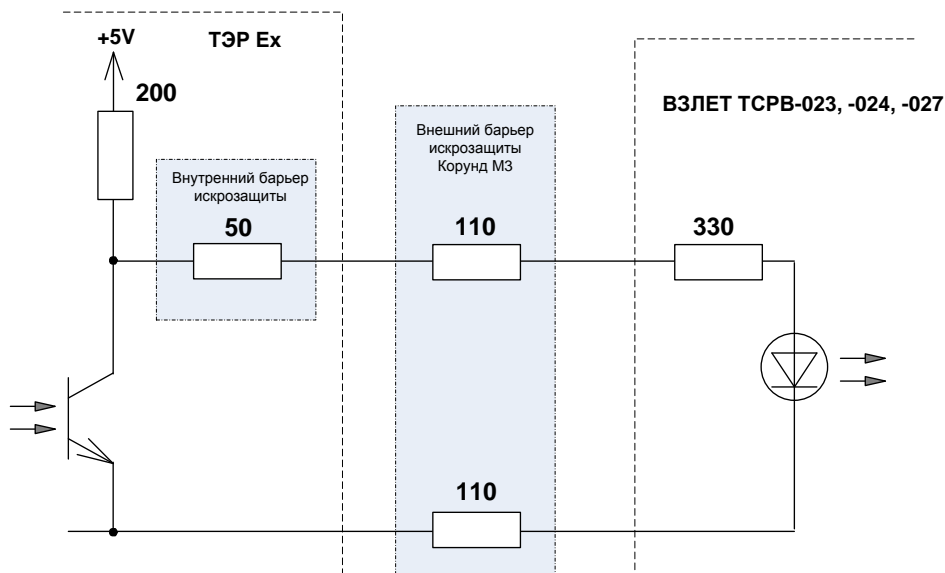 +5V
ТЭР Ex
200
Внутренний барьер
искрозащиты
50
Внешний барьер
искрозащиты
Корунд М3
110
ВЗЛЕТ ТСРВ-023, -024, -027
330
110